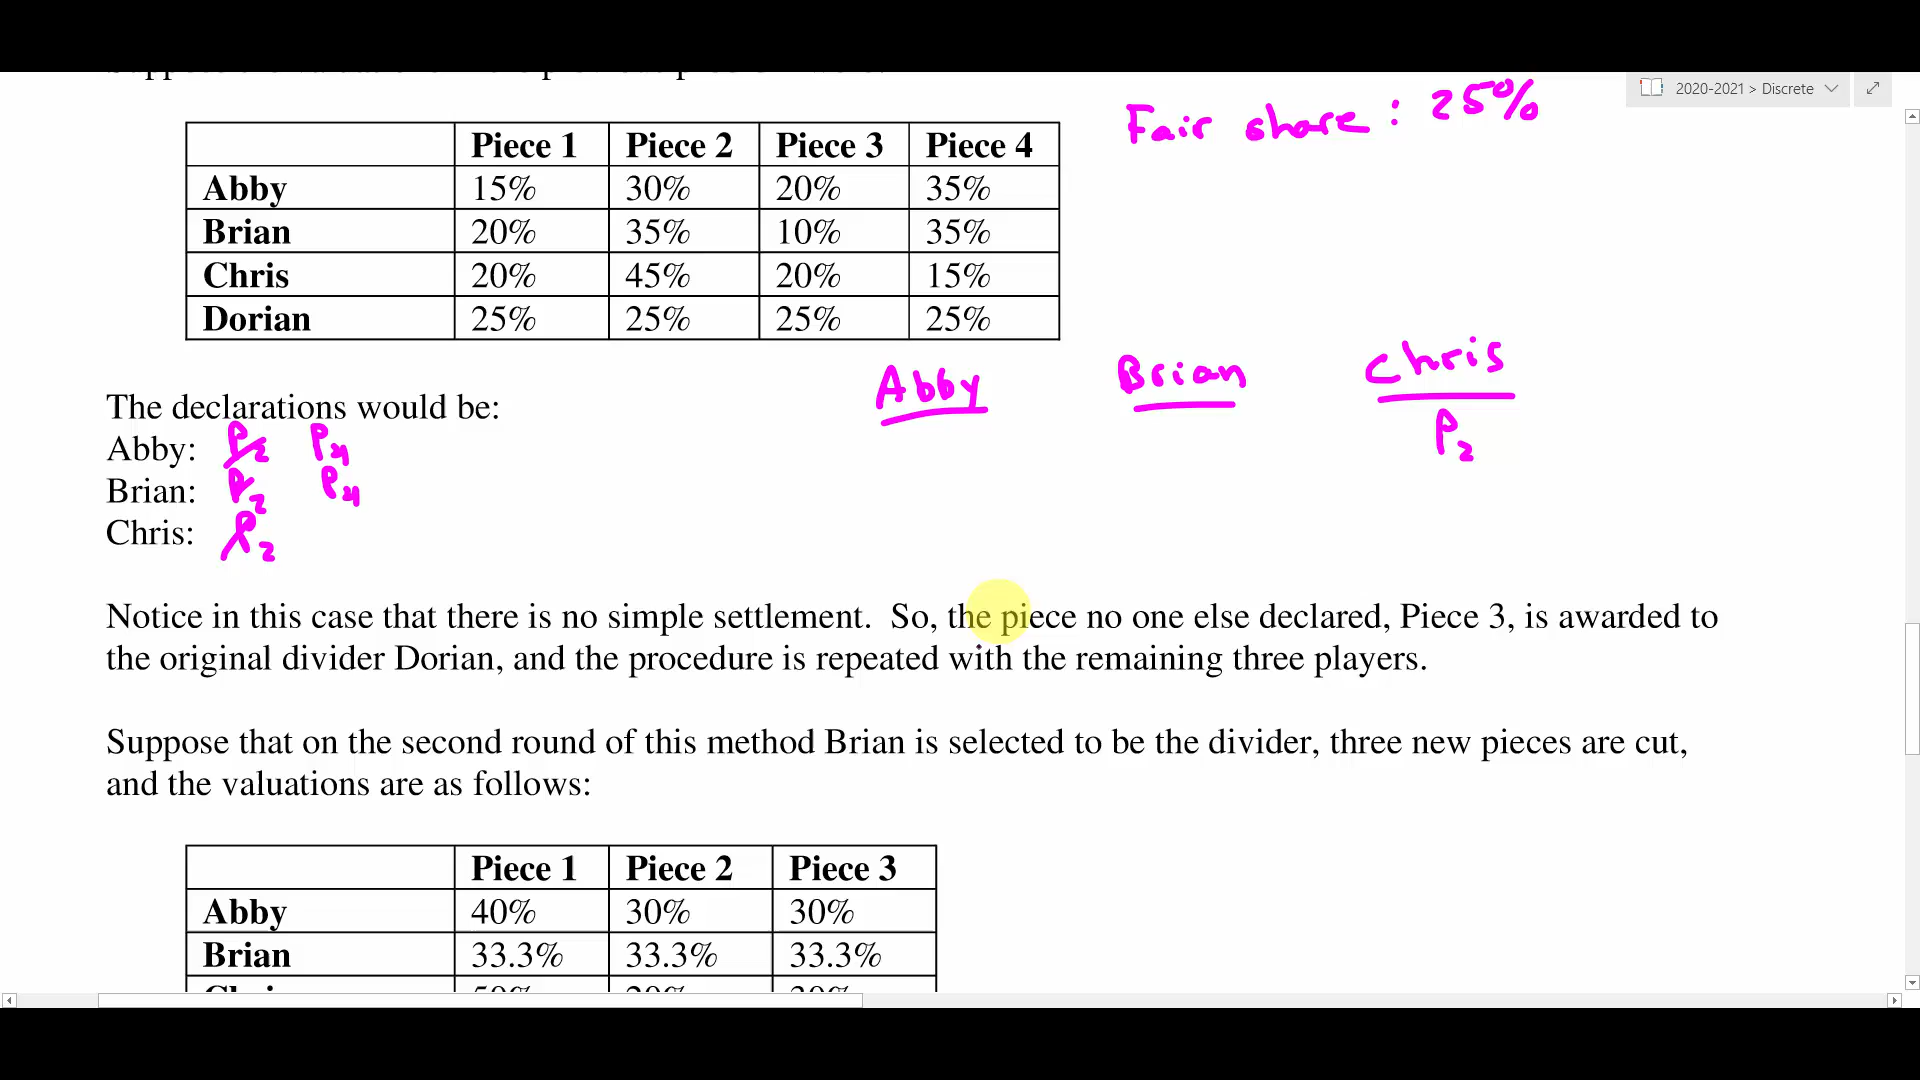 Fair share : 25%
2020-2021 > Discrete
Piece 1 Piece 2 Piece 3 Piece 4
Abby 15% 30% 20% 35%
Brian 20% 35% 10% 35%
Chris 20% 45% 20% 15%
Dorian 25% 25% 25% 25%
Abby Brian Chris
P2
The declarations would be:
Abby: P2 P4
Brian: P2 P4
Chris: P2
Notice in this case that there is no simple settlement. So, the piece no one else declared, Piece 3, is awarded to
the original divider Dorian, and the procedure is repeated with the remaining three players.
Suppose that on the second round of this method Brian is selected to be the divider, three new pieces are cut,
and the valuations are as follows:
Piece 1 Piece 2 Piece 3
Abby 40% 30% 30%
Brian 33.3% 33.3% 33.3%